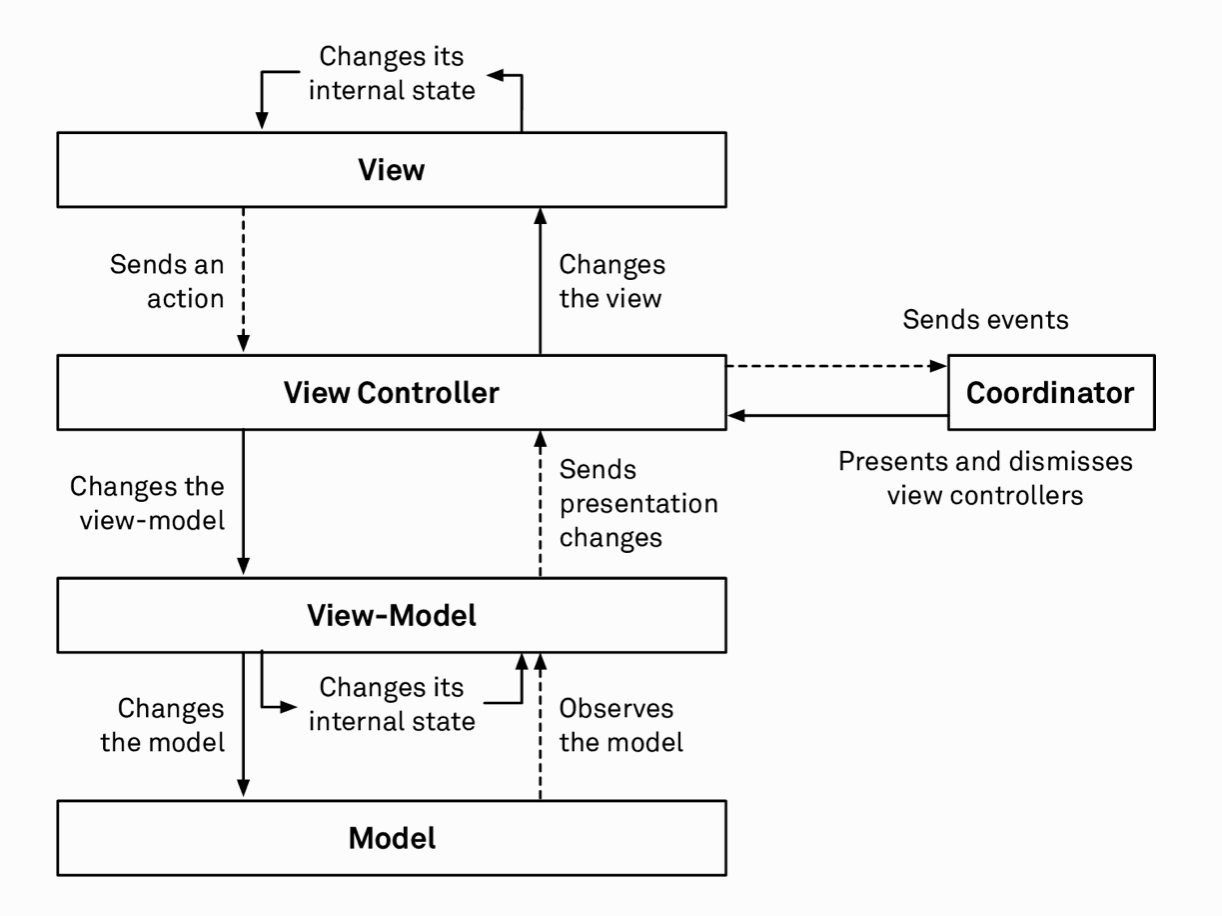 Changes its
internal state
View
Sends an
action
Changes
the view
Sends events
View Controller
Coordinator
Presents and dismisses
view controllers
Changes the
view-model
Sends
presentation
changes
View-Model
Changes its
internal state
Changes
the model
Observes
the model
Model